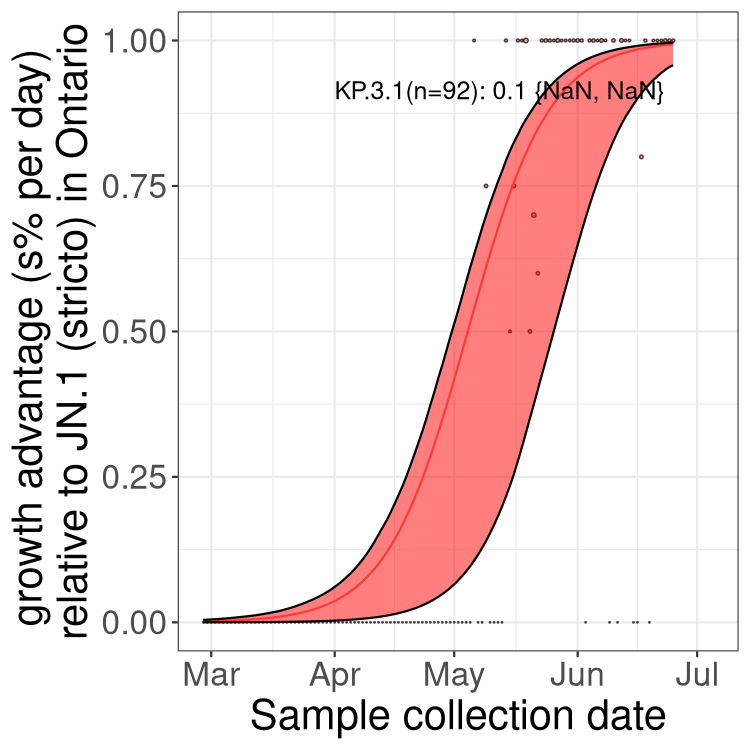 growth advantage (s% per day)
relative to JN.1 (stricto) in Ontario
1.00
0.75
0.50
0.25
0.00
KP.3.1(n=92): 0.1 {NaN, NaN}
Mar Apr May Jun Jul
Sample collection date